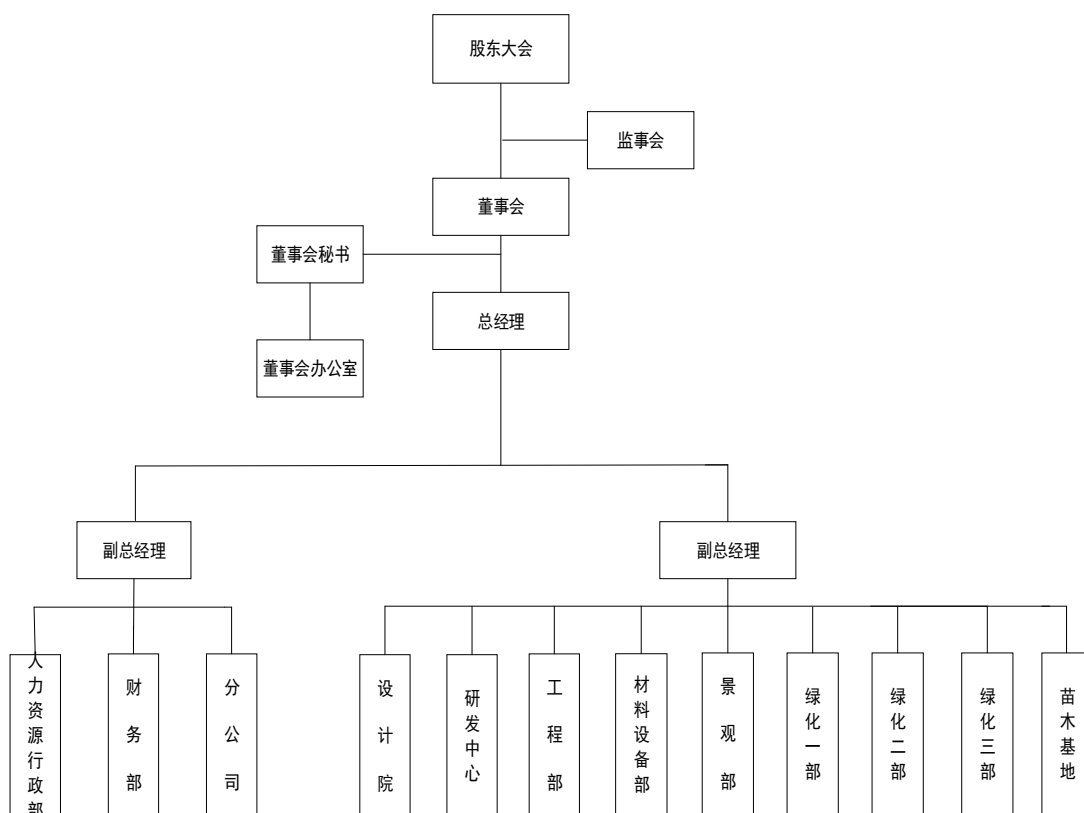 股东大会
监事会
董事会
董事会秘书
总经理
董事会办公室
副总经理
副总经理
人力资源行政部
财务部
分公司
设计院
研发中心
工程部
材料设备部
景观部
绿化一部
绿化二部
绿化三部
苗木基地